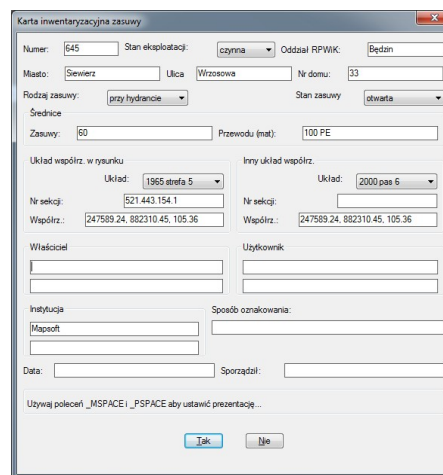 Karta inwentaryzacyjna zasuwy
Numer: 645 Stan eksploatacji: czynna Oddział RPWiK: Będzin
Miasto: Siewierz Ulica Wrzosowa Nr domu: 33
Rodzaj zasuwy: przy hydrancie Stan zasuwy otwarta
Średnice
Zasuwy: 60 Przewodu (mat): 100 PE
Układ współrz. w rysunku Inny układ współrz.
Układ: 1965 strefa 5 Układ: 2000 pas 6
Nr sekcji: 521.443.154.1 Nr sekcji:
Współrz.: 247589.24, 882310.45, 105.36 Współrz.: 247589.24, 882310.45, 105.36
Właściciel Użytkownik
Instytucja Sposób oznakowania:
Mapsoft
Data: Sporządził:
Używaj poleceń _MSPACE i _PSPACE aby ustawić prezentację...
Tak Nie